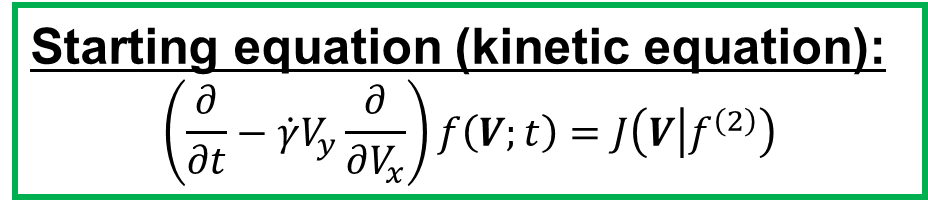 Starting equation (kinetic equation):
(∂/∂t − γ̇V_y ∂/∂V_x) f(V; t) = J(V|f^(2))